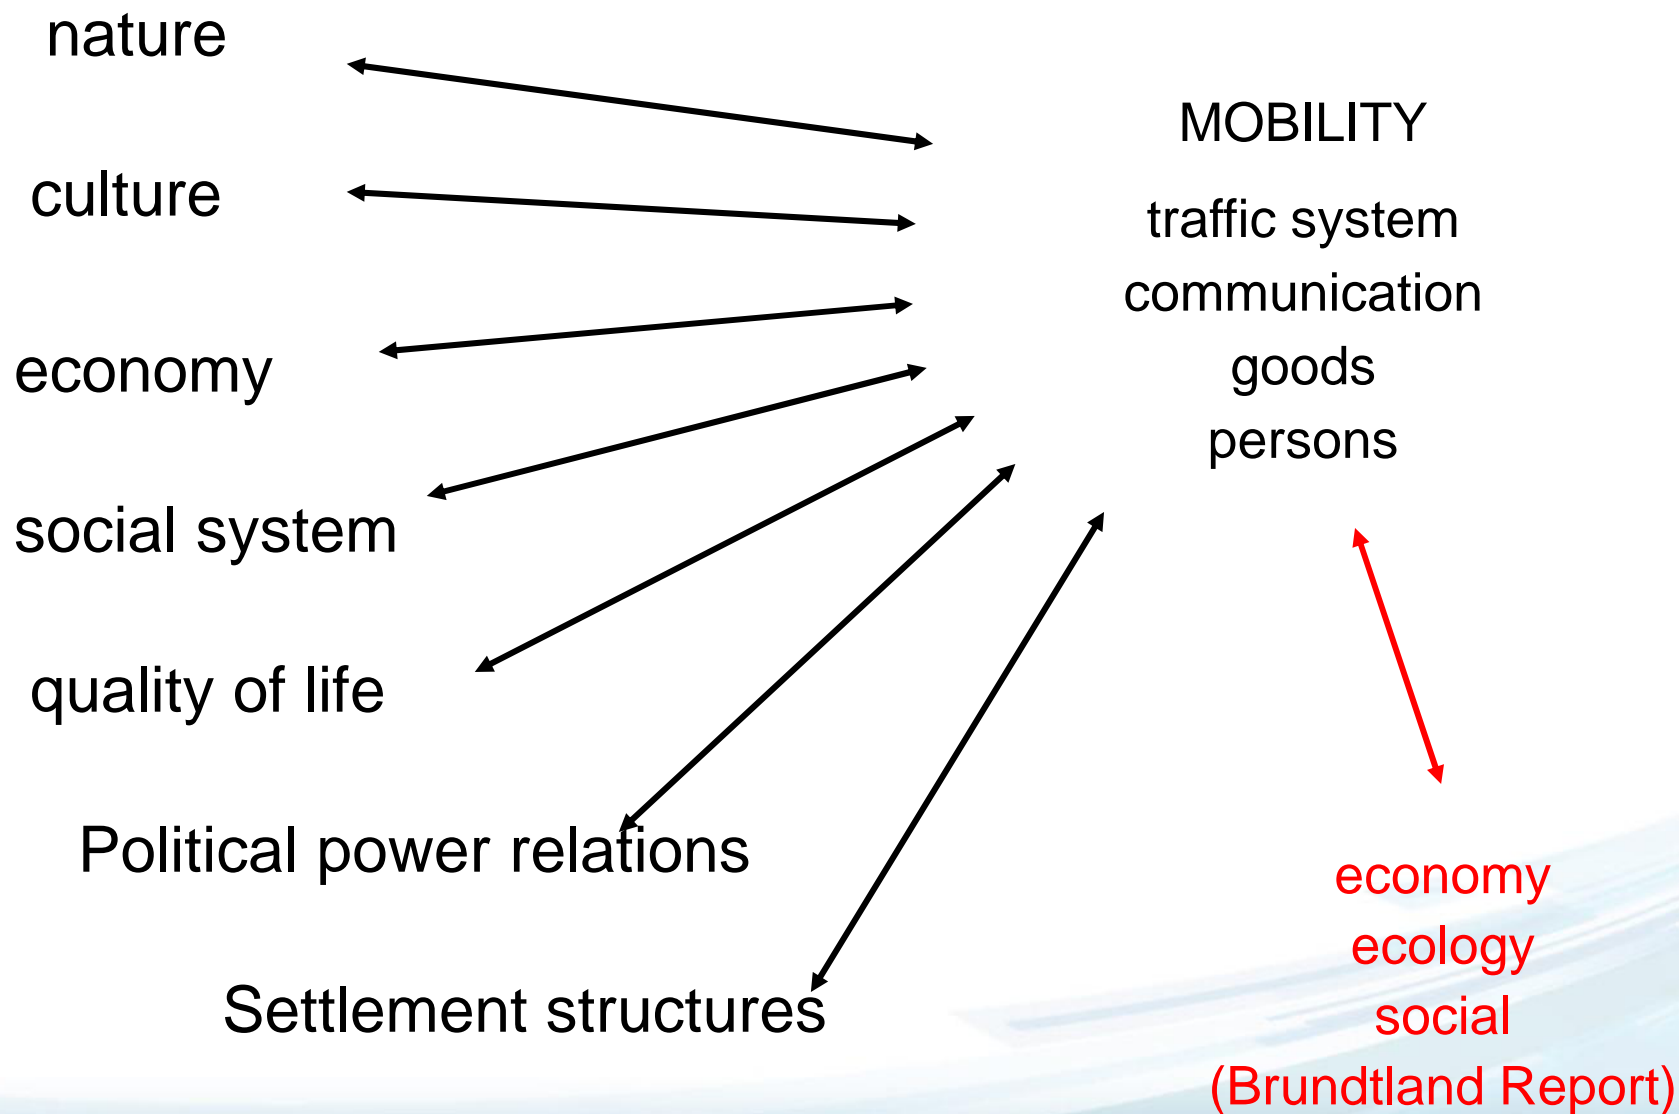 nature
culture
economy
social system
quality of life
Political power relations
Settlement structures
MOBILITY
traffic system
communication
goods
persons
economy
ecology
social
(Brundtland Report)